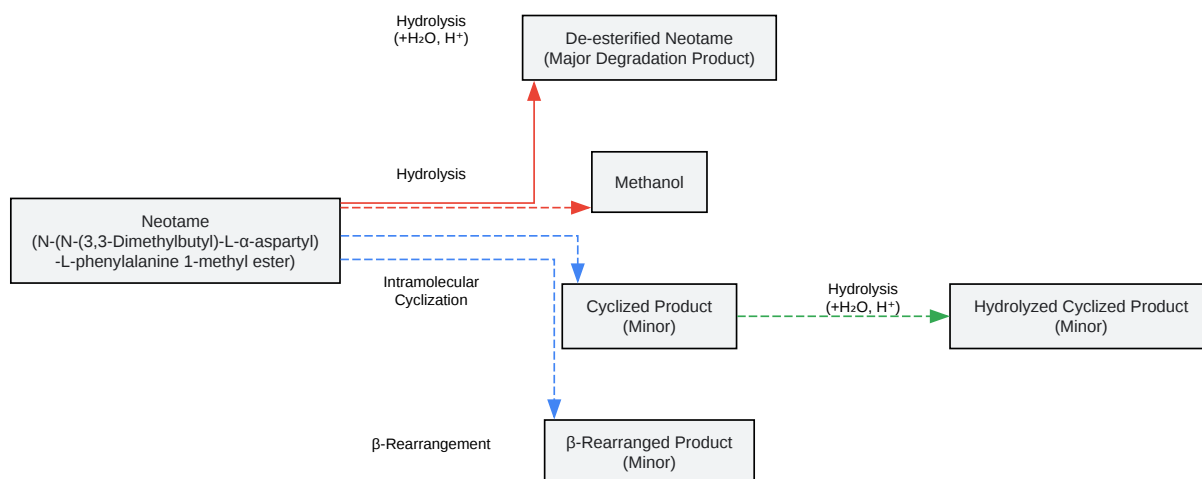 Hydrolysis
(+H₂O, H⁺)
De-esterified Neotame
(Major Degradation Product)
Hydrolysis
Methanol
Neotame
(N-(N-(3,3-Dimethylbutyl)-L-α-aspartyl)
-L-phenylalanine 1-methyl ester)
Intramolecular
Cyclization
Cyclized Product
(Minor)
Hydrolysis
(+H₂O, H⁺)
Hydrolyzed Cyclized Product
(Minor)
β-Rearrangement
β-Rearranged Product
(Minor)